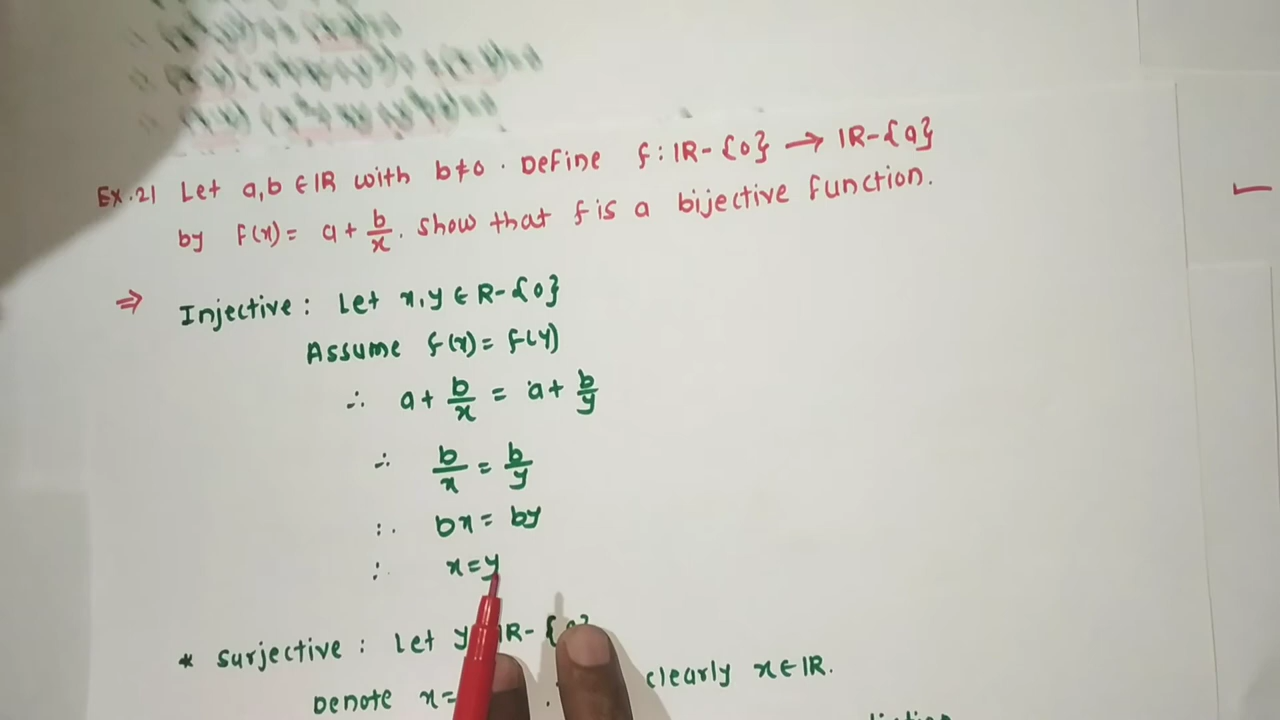 Ex.21 Let a,b ∈ IR with b≠0. Define f: IR-{0} → IR-{a}
by f(x)= a+ b/x. show that f is a bijective function.
⇒ Injective: Let x,y ∈ R-{0}
Assume f(x)= f(y)
∴ a+ b/x = a+ b/y
∴ b/x = b/y
∴ bx= by
∴ x=y
* Surjective: Let y IR-{
Denote x= clearly x∈IR.